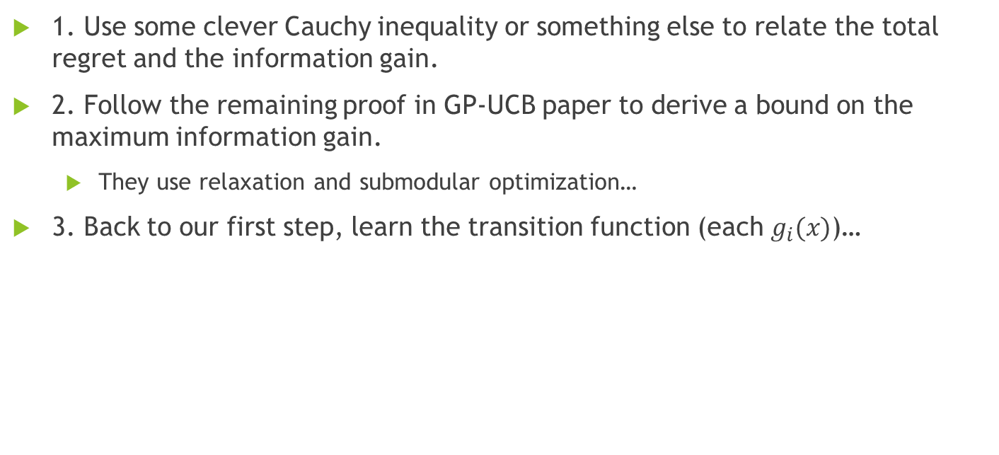 1. Use some clever Cauchy inequality or something else to relate the total
regret and the information gain.
2. Follow the remaining proof in GP-UCB paper to derive a bound on the
maximum information gain.
They use relaxation and submodular optimization...
3. Back to our first step, learn the transition function (each gᵢ(x))...